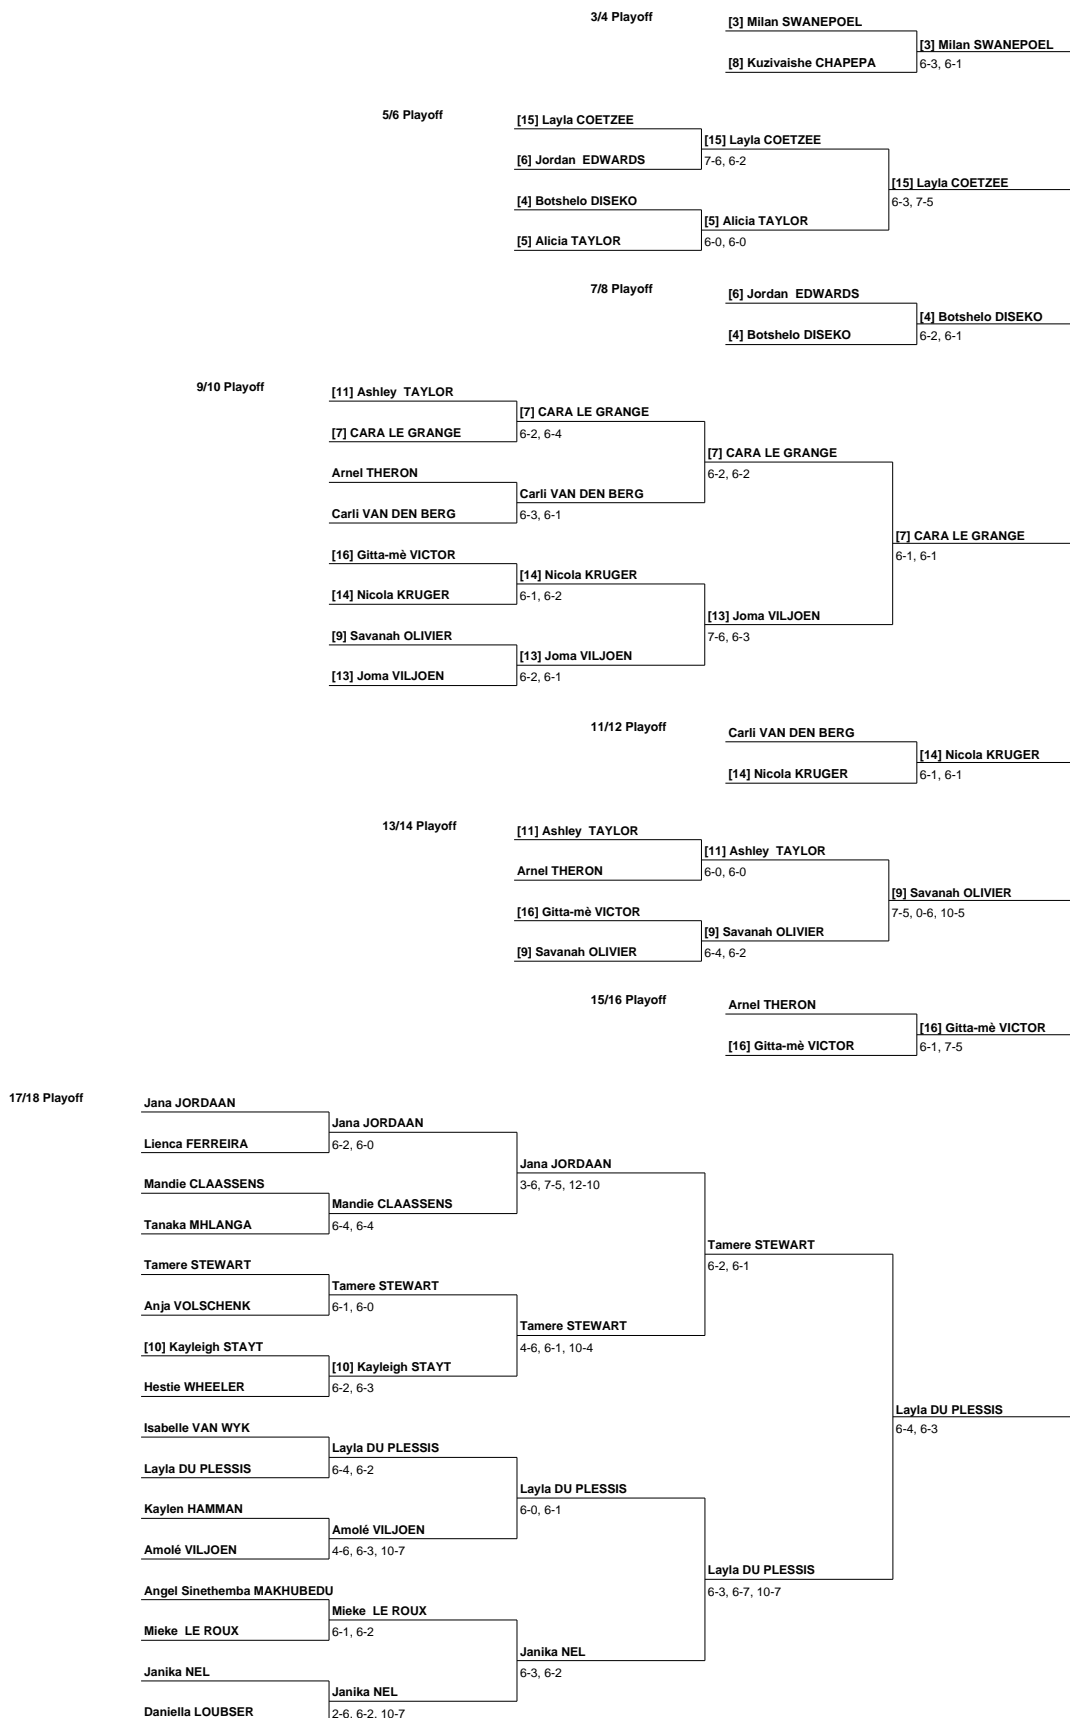 3/4 Playoff
[3] Milan SWANEPOEL
[3] Milan SWANEPOEL
[8] Kuzivaishe CHAPEPA
6-3, 6-1
5/6 Playoff
[15] Layla COETZEE
[15] Layla COETZEE
[6] Jordan  EDWARDS
7-6, 6-2
[15] Layla COETZEE
[4] Botshelo DISEKO
6-3, 7-5
[5] Alicia TAYLOR
[5] Alicia TAYLOR
6-0, 6-0
7/8 Playoff
[6] Jordan  EDWARDS
[4] Botshelo DISEKO
[4] Botshelo DISEKO
6-2, 6-1
9/10 Playoff
[11] Ashley  TAYLOR
[7] CARA LE GRANGE
[7] CARA LE GRANGE
6-2, 6-4
[7] CARA LE GRANGE
Arnel THERON
6-2, 6-2
Carli VAN DEN BERG
Carli VAN DEN BERG
6-3, 6-1
[7] CARA LE GRANGE
[16] Gitta-mè VICTOR
6-1, 6-1
[14] Nicola KRUGER
[14] Nicola KRUGER
6-1, 6-2
[13] Joma VILJOEN
[9] Savanah OLIVIER
7-6, 6-3
[13] Joma VILJOEN
[13] Joma VILJOEN
6-2, 6-1
11/12 Playoff
Carli VAN DEN BERG
[14] Nicola KRUGER
[14] Nicola KRUGER
6-1, 6-1
13/14 Playoff
[11] Ashley  TAYLOR
[11] Ashley  TAYLOR
Arnel THERON
6-0, 6-0
[9] Savanah OLIVIER
[16] Gitta-mè VICTOR
7-5, 0-6, 10-5
[9] Savanah OLIVIER
[9] Savanah OLIVIER
6-4, 6-2
15/16 Playoff
Arnel THERON
[16] Gitta-mè VICTOR
[16] Gitta-mè VICTOR
6-1, 7-5
17/18 Playoff
Jana JORDAAN
Jana JORDAAN
Lienca FERREIRA
6-2, 6-0
Jana JORDAAN
Mandie CLAASSENS
3-6, 7-5, 12-10
Mandie CLAASSENS
Tanaka MHLANGA
6-4, 6-4
Tamere STEWART
Tamere STEWART
6-2, 6-1
Tamere STEWART
Anja VOLSCHENK
6-1, 6-0
Tamere STEWART
[10] Kayleigh STAYT
4-6, 6-1, 10-4
[10] Kayleigh STAYT
Hestie WHEELER
6-2, 6-3
Layla DU PLESSIS
Isabelle VAN WYK
6-4, 6-3
Layla DU PLESSIS
Layla DU PLESSIS
6-4, 6-2
Layla DU PLESSIS
Kaylen HAMMAN
6-0, 6-1
Amolé VILJOEN
Amolé VILJOEN
4-6, 6-3, 10-7
Layla DU PLESSIS
Angel Sinethemba MAKHUBEDU
6-3, 6-7, 10-7
Mieke  LE ROUX
Mieke  LE ROUX
6-1, 6-2
Janika NEL
Janika NEL
6-3, 6-2
Janika NEL
Daniella LOUBSER
2-6, 6-2, 10-7